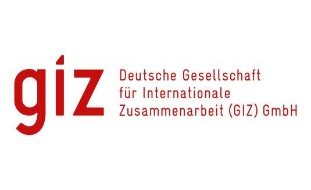 giz
Deutsche Gesellschaft
für Internationale
Zusammenarbeit (GIZ) GmbH